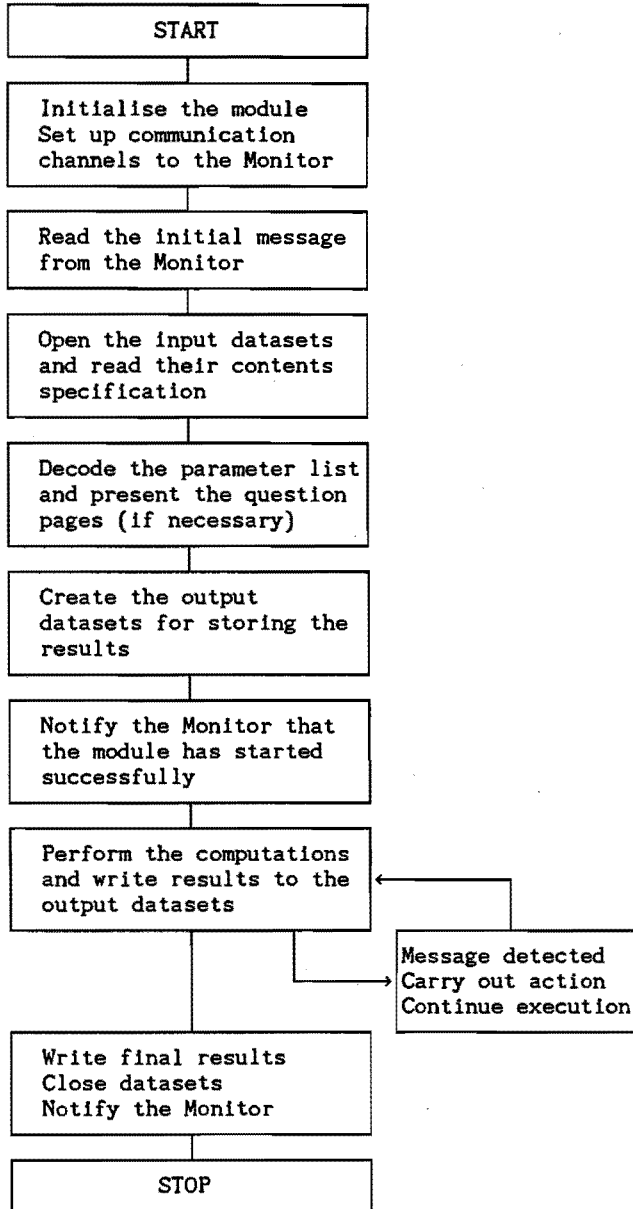 START
Initialise the module
Set up communication
channels to the Monitor
Read the initial message
from the Monitor
Open the input datasets
and read their contents
specification
Decode the parameter list
and present the question
pages (if necessary)
Create the output
datasets for storing the
results
Notify the Monitor that
the module has started
successfully
Perform the computations
and write results to the
output datasets
Message detected
Carry out action
Continue execution
Write final results
Close datasets
Notify the Monitor
STOP